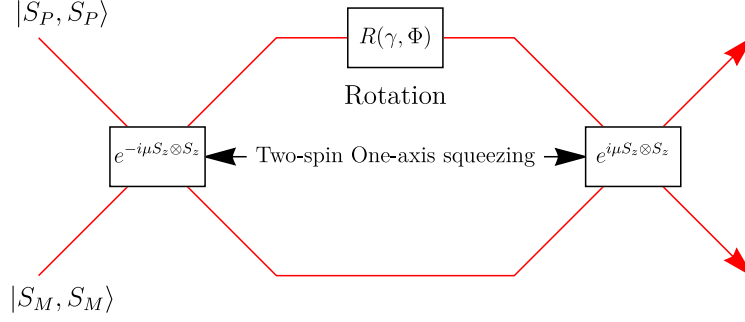 |S_P, S_P⟩
R(γ, Φ)
Rotation
e^{-iμS_z⊗S_z}
Two-spin One-axis squeezing
e^{iμS_z⊗S_z}
|S_M, S_M⟩